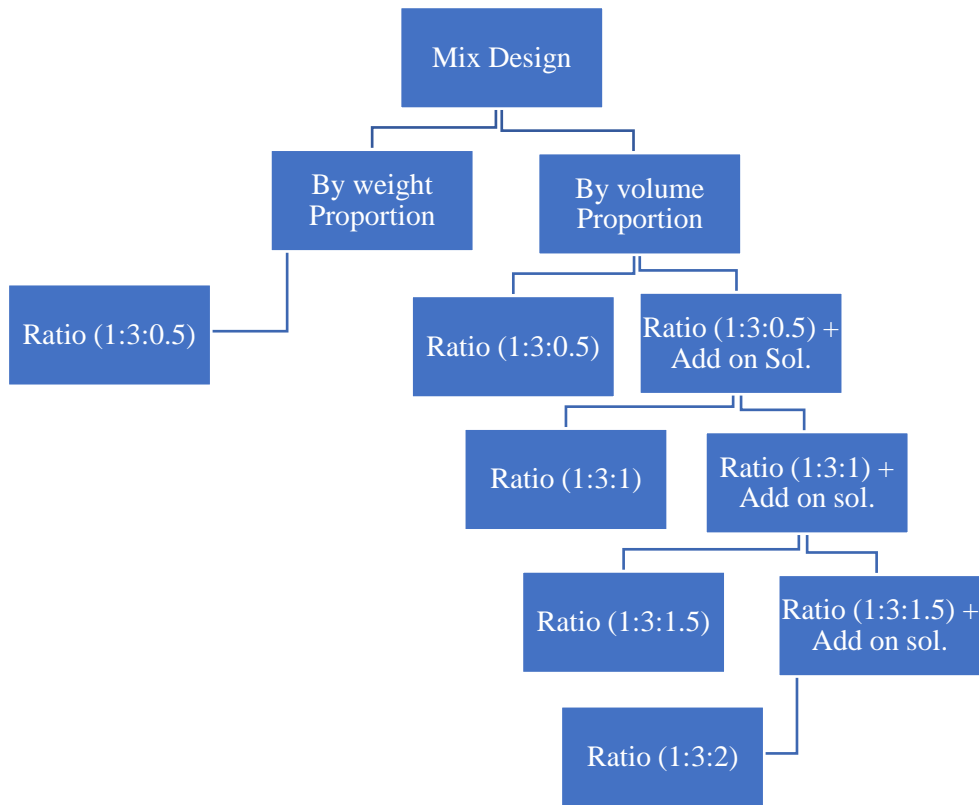 Mix Design
By weight
Proportion
By volume
Proportion
Ratio (1:3:0.5)
Ratio (1:3:0.5)
Ratio (1:3:0.5) +
Add on Sol.
Ratio (1:3:1)
Ratio (1:3:1) +
Add on sol.
Ratio (1:3:1.5)
Ratio (1:3:1.5) +
Add on sol.
Ratio (1:3:2)